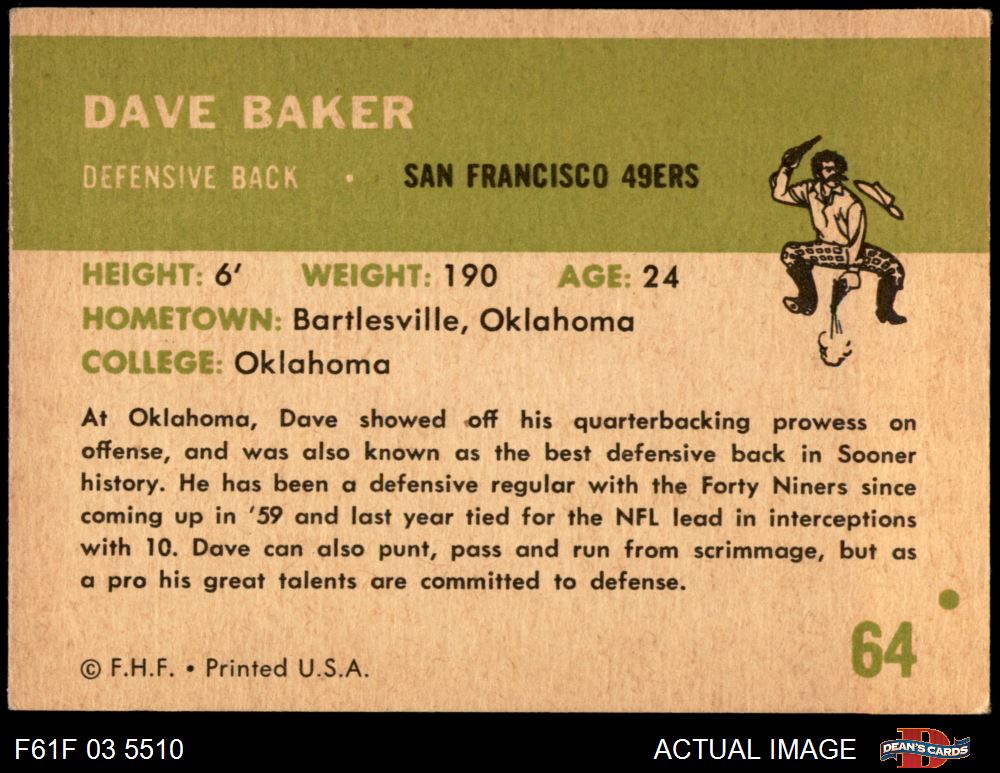 DAVE BAKER
DEFENSIVE BACK • SAN FRANCISCO 49ERS
HEIGHT: 6' WEIGHT: 190 AGE: 24
HOMETOWN: Bartlesville, Oklahoma
COLLEGE: Oklahoma
At Oklahoma, Dave showed off his quarterbacking prowess on
offense, and was also known as the best defensive back in Sooner
history. He has been a defensive regular with the Forty Niners since
coming up in '59 and last year tied for the NFL lead in interceptions
with 10. Dave can also punt, pass and run from scrimmage, but as
a pro his great talents are committed to defense.
64
© F.H.F. • Printed U.S.A.
F61F 03 5510
ACTUAL IMAGE
DEAN'S CARDS